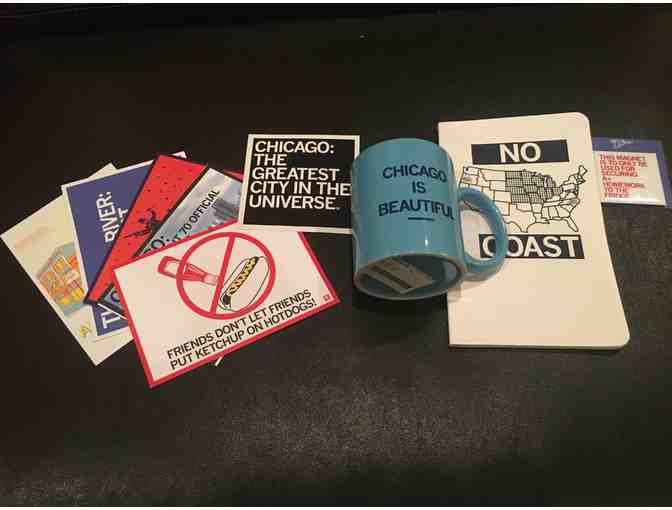 RIVER:
70 OFFICIAL
FRIENDS DON'T LET FRIENDS
PUT KETCHUP ON HOTDOGS!
CHICAGO:
THE
GREATEST
CITY IN THE
UNIVERSE.
CHICAGO
IS
BEAUTIFUL
NO
COAST
THIS MAGNET
IS TO ONLY BE
USED FOR
SECURING
A+
HOMEWORK
TO THE
FRIDGE